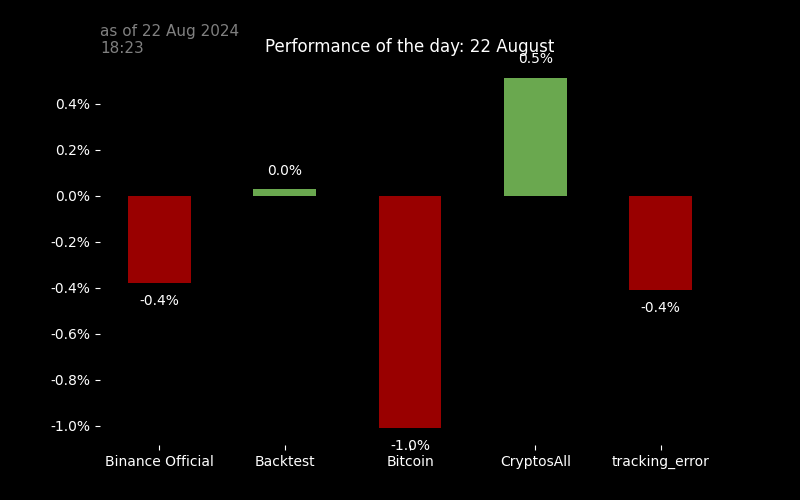 as of 22 Aug 2024
18:23
Performance of the day: 22 August
0.5%
0.4%
0.2%
0.0%
0.0%
-0.2%
-0.4%
-0.4%
-0.4%
-0.6%
-0.8%
-1.0%
-1.0%
Binance Official
Backtest
Bitcoin
CryptosAll
tracking_error